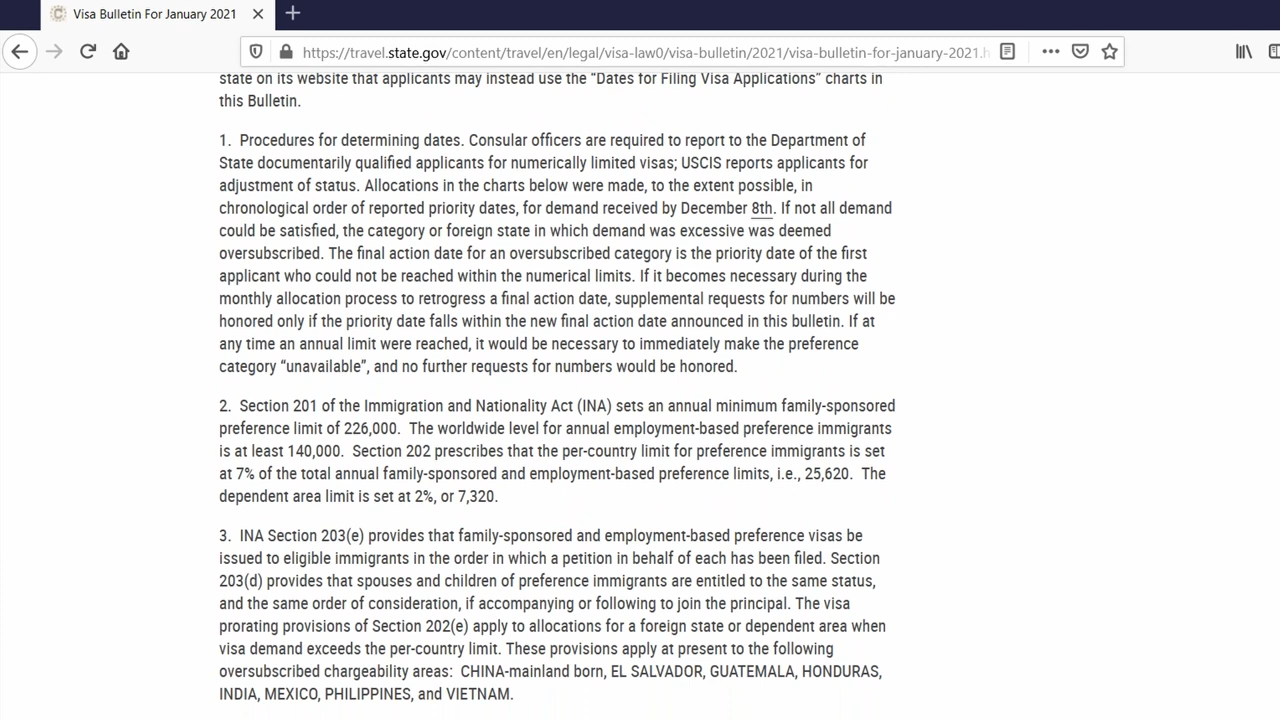 Visa Bulletin For January 2021
https://travel.state.gov/content/travel/en/legal/visa-law0/visa-bulletin/2021/visa-bulletin-for-january-2021.h
state on its website that applicants may instead use the “Dates for Filing Visa Applications” charts in
this Bulletin.
1.  Procedures for determining dates. Consular officers are required to report to the Department of
State documentarily qualified applicants for numerically limited visas; USCIS reports applicants for
adjustment of status. Allocations in the charts below were made, to the extent possible, in
chronological order of reported priority dates, for demand received by December 8th. If not all demand
could be satisfied, the category or foreign state in which demand was excessive was deemed
oversubscribed. The final action date for an oversubscribed category is the priority date of the first
applicant who could not be reached within the numerical limits. If it becomes necessary during the
monthly allocation process to retrogress a final action date, supplemental requests for numbers will be
honored only if the priority date falls within the new final action date announced in this bulletin. If at
any time an annual limit were reached, it would be necessary to immediately make the preference
category “unavailable”, and no further requests for numbers would be honored.
2.  Section 201 of the Immigration and Nationality Act (INA) sets an annual minimum family-sponsored
preference limit of 226,000.  The worldwide level for annual employment-based preference immigrants
is at least 140,000.  Section 202 prescribes that the per-country limit for preference immigrants is set
at 7% of the total annual family-sponsored and employment-based preference limits, i.e., 25,620.  The
dependent area limit is set at 2%, or 7,320.
3.  INA Section 203(e) provides that family-sponsored and employment-based preference visas be
issued to eligible immigrants in the order in which a petition in behalf of each has been filed. Section
203(d) provides that spouses and children of preference immigrants are entitled to the same status,
and the same order of consideration, if accompanying or following to join the principal. The visa
prorating provisions of Section 202(e) apply to allocations for a foreign state or dependent area when
visa demand exceeds the per-country limit. These provisions apply at present to the following
oversubscribed chargeability areas:  CHINA-mainland born, EL SALVADOR, GUATEMALA, HONDURAS,
INDIA, MEXICO, PHILIPPINES, and VIETNAM.